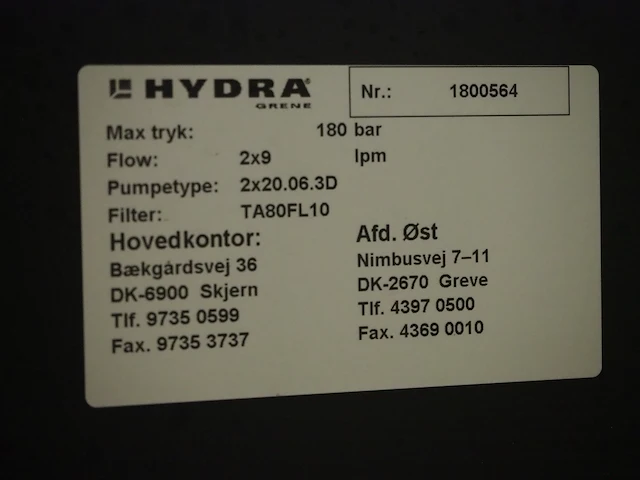 HYDRA
GRENE
Nr.: 1800564
Max tryk: 180 bar
Flow: 2x9 lpm
Pumpetype: 2x20.06.3D
Filter: TA80FL10
Hovedkontor:
Bækgårdsvej 36
DK-6900 Skjern
Tlf. 9735 0599
Fax. 9735 3737
Afd. Øst
Nimbusvej 7–11
DK-2670 Greve
Tlf. 4397 0500
Fax. 4369 0010